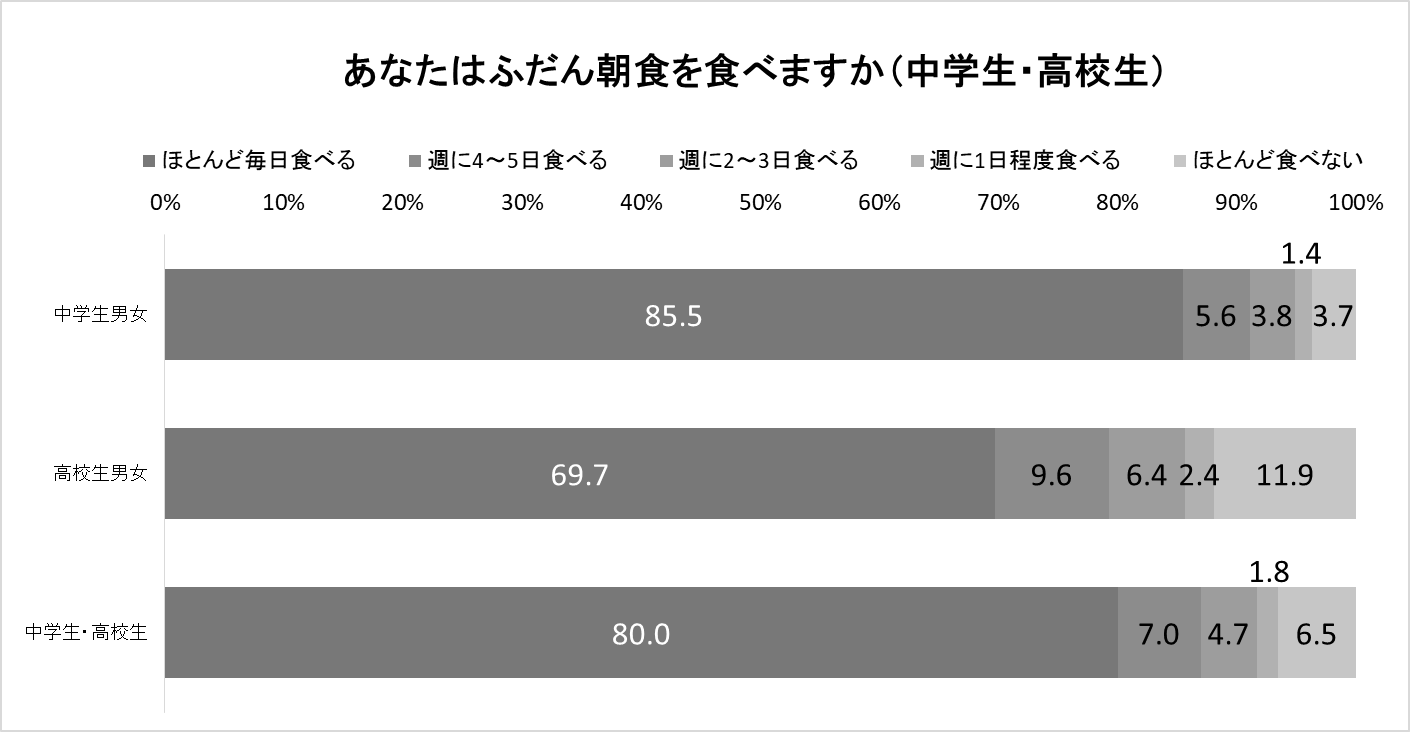 あなたはふだん朝食を食べますか（中学生・高校生）
ほとんど毎日食べる 週に4～5日食べる 週に2～3日食べる 週に1日程度食べる ほとんど食べない
0% 10% 20% 30% 40% 50% 60% 70% 80% 90% 100%
1.4
中学生男女 85.5 5.6 3.8 3.7
高校生男女 69.7 9.6 6.4 2.4 11.9
1.8
中学生・高校生 80.0 7.0 4.7 6.5